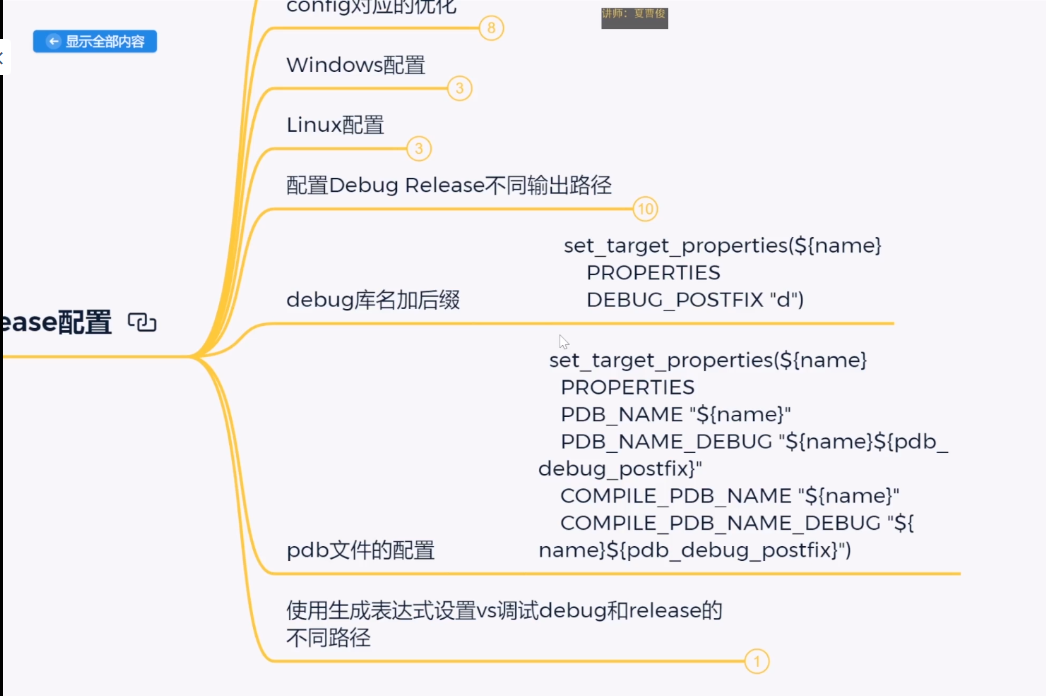 config对应的优化
8
讲师：夏曹俊
显示全部内容
Windows配置
3
Linux配置
3
配置Debug Release不同输出路径
10
set_target_properties(${name}
PROPERTIES
DEBUG_POSTFIX "d")
debug库名加后缀
ease配置
set_target_properties(${name}
PROPERTIES
PDB_NAME "${name}"
PDB_NAME_DEBUG "${name}${pdb_
debug_postfix}"
COMPILE_PDB_NAME "${name}"
COMPILE_PDB_NAME_DEBUG "${
name}${pdb_debug_postfix}")
pdb文件的配置
使用生成表达式设置vs调试debug和release的
不同路径
1